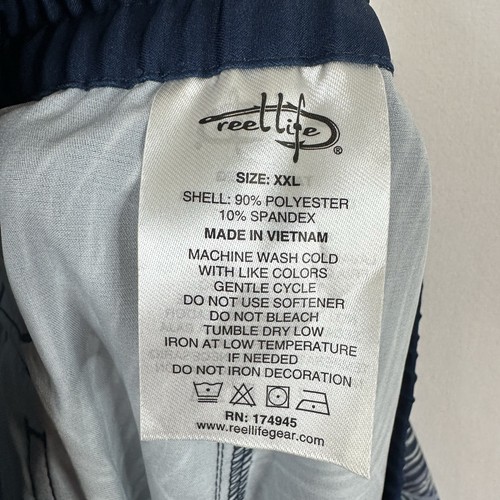 reel life ®
SIZE: XXL
SHELL: 90% POLYESTER
10% SPANDEX
MADE IN VIETNAM
MACHINE WASH COLD
WITH LIKE COLORS
GENTLE CYCLE
DO NOT USE SOFTENER
DO NOT BLEACH
TUMBLE DRY LOW
IRON AT LOW TEMPERATURE
IF NEEDED
DO NOT IRON DECORATION
RN: 174945
www.reellifegear.com